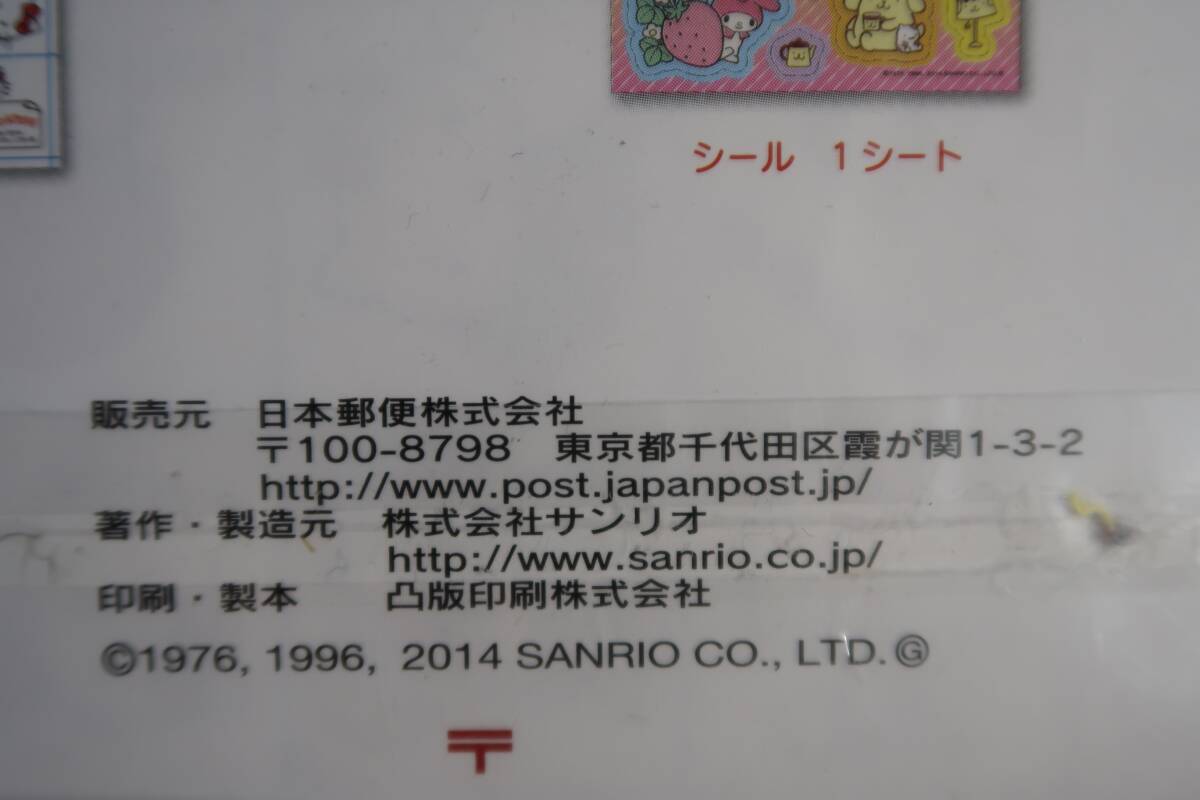 シール 1シート
販売元 日本郵便株式会社
〒100-8798 東京都千代田区霞が関1-3-2
http://www.post.japanpost.jp/
著作・製造元 株式会社サンリオ
http://www.sanrio.co.jp/
印刷・製本 凸版印刷株式会社
©1976, 1996, 2014 SANRIO CO., LTD. Ⓖ
〒